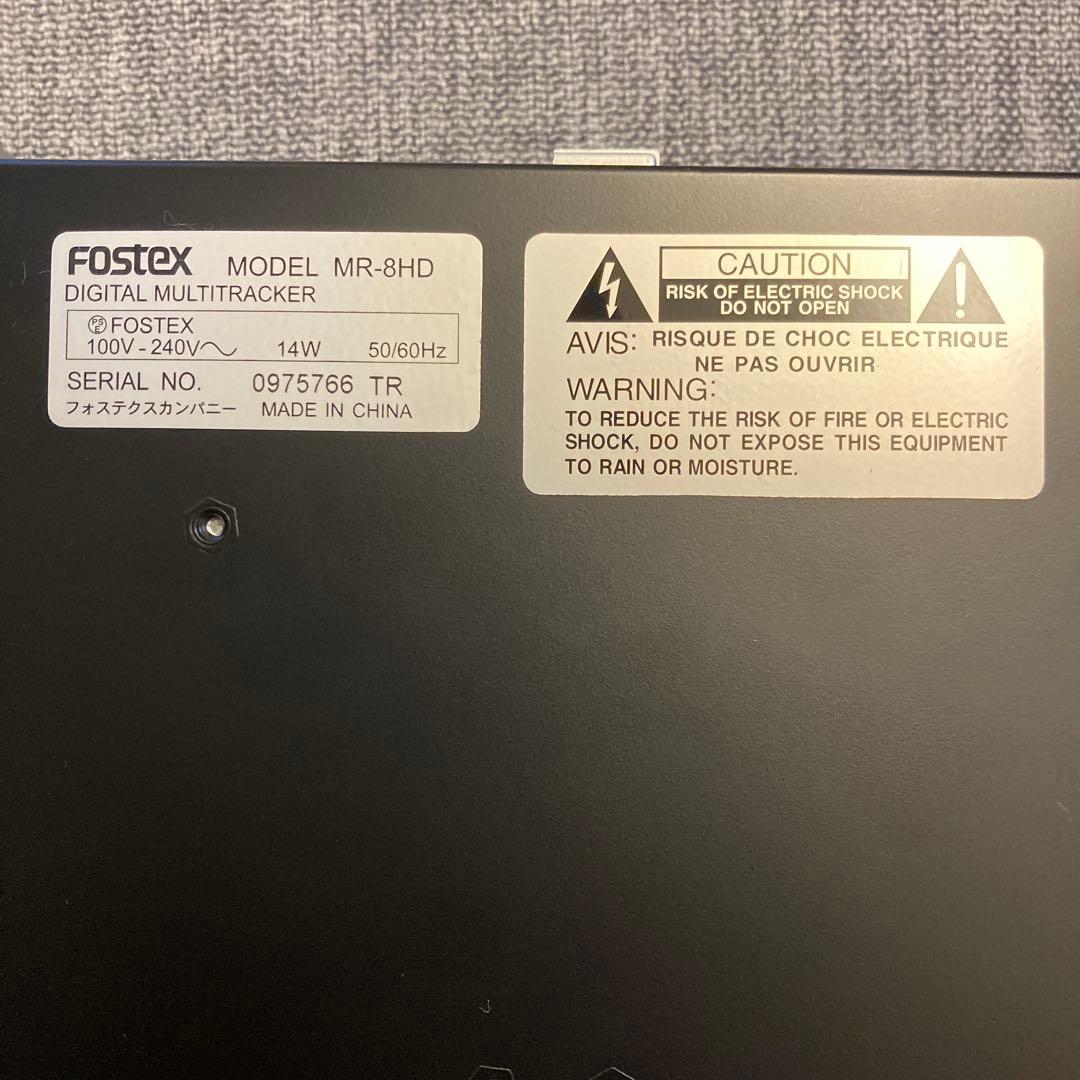 FOSTEX MODEL MR-8HD
DIGITAL MULTITRACKER
PS E FOSTEX
100V - 240V 14W 50/60Hz
SERIAL NO. 0975766 TR
フォステクスカンパニー MADE IN CHINA
CAUTION
RISK OF ELECTRIC SHOCK
DO NOT OPEN
AVIS: RISQUE DE CHOC ELECTRIQUE
NE PAS OUVRIR
WARNING:
TO REDUCE THE RISK OF FIRE OR ELECTRIC
SHOCK, DO NOT EXPOSE THIS EQUIPMENT
TO RAIN OR MOISTURE.